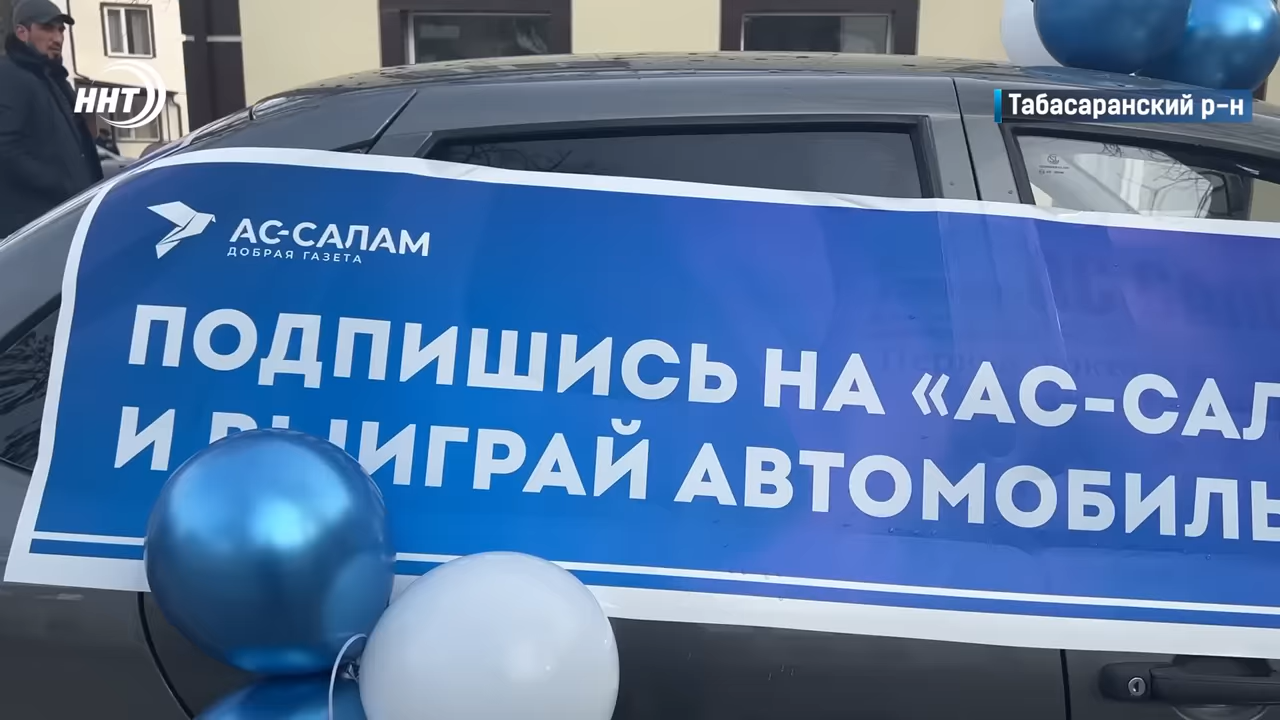 ННТ
Табасаранский р-н
АС-САЛАМ
ДОБРАЯ ГАЗЕТА
ПОДПИШИСЬ НА «АС-САЛ
И ВЫИГРАЙ АВТОМОБИЛЬ